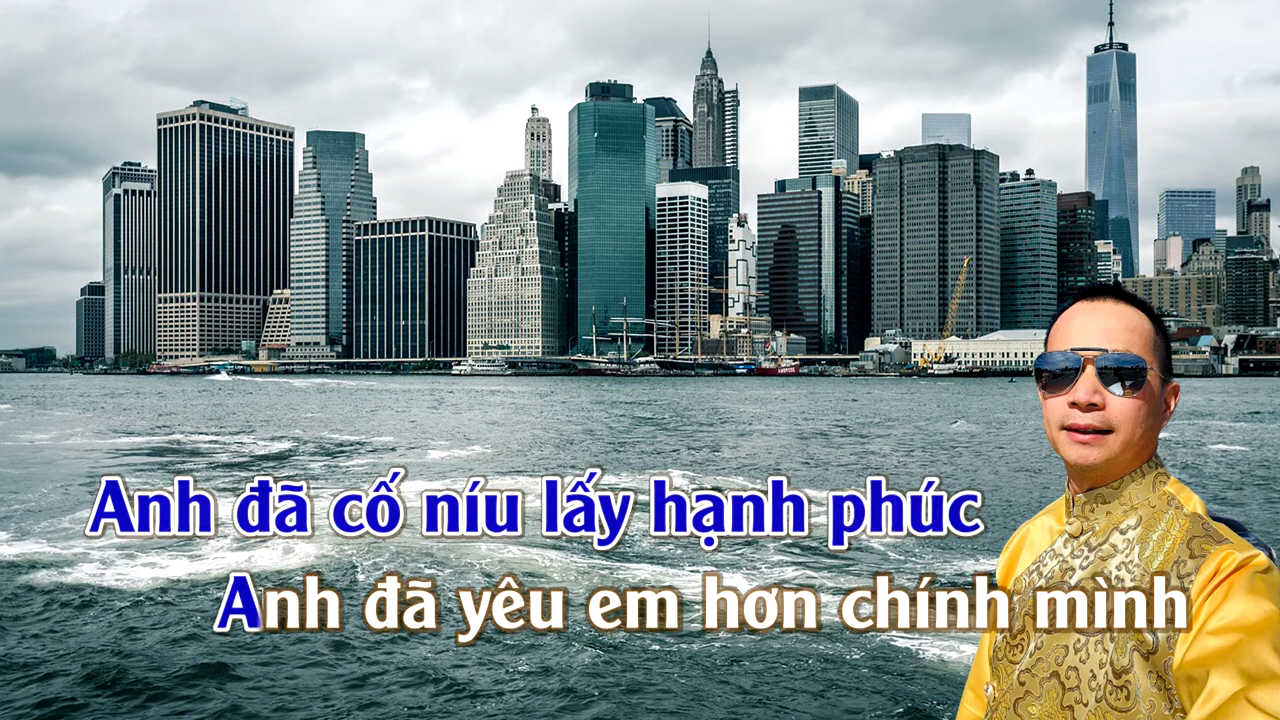 Anh đã cố níu lấy hạnh phúc
Anh đã yêu em hơn chính mình